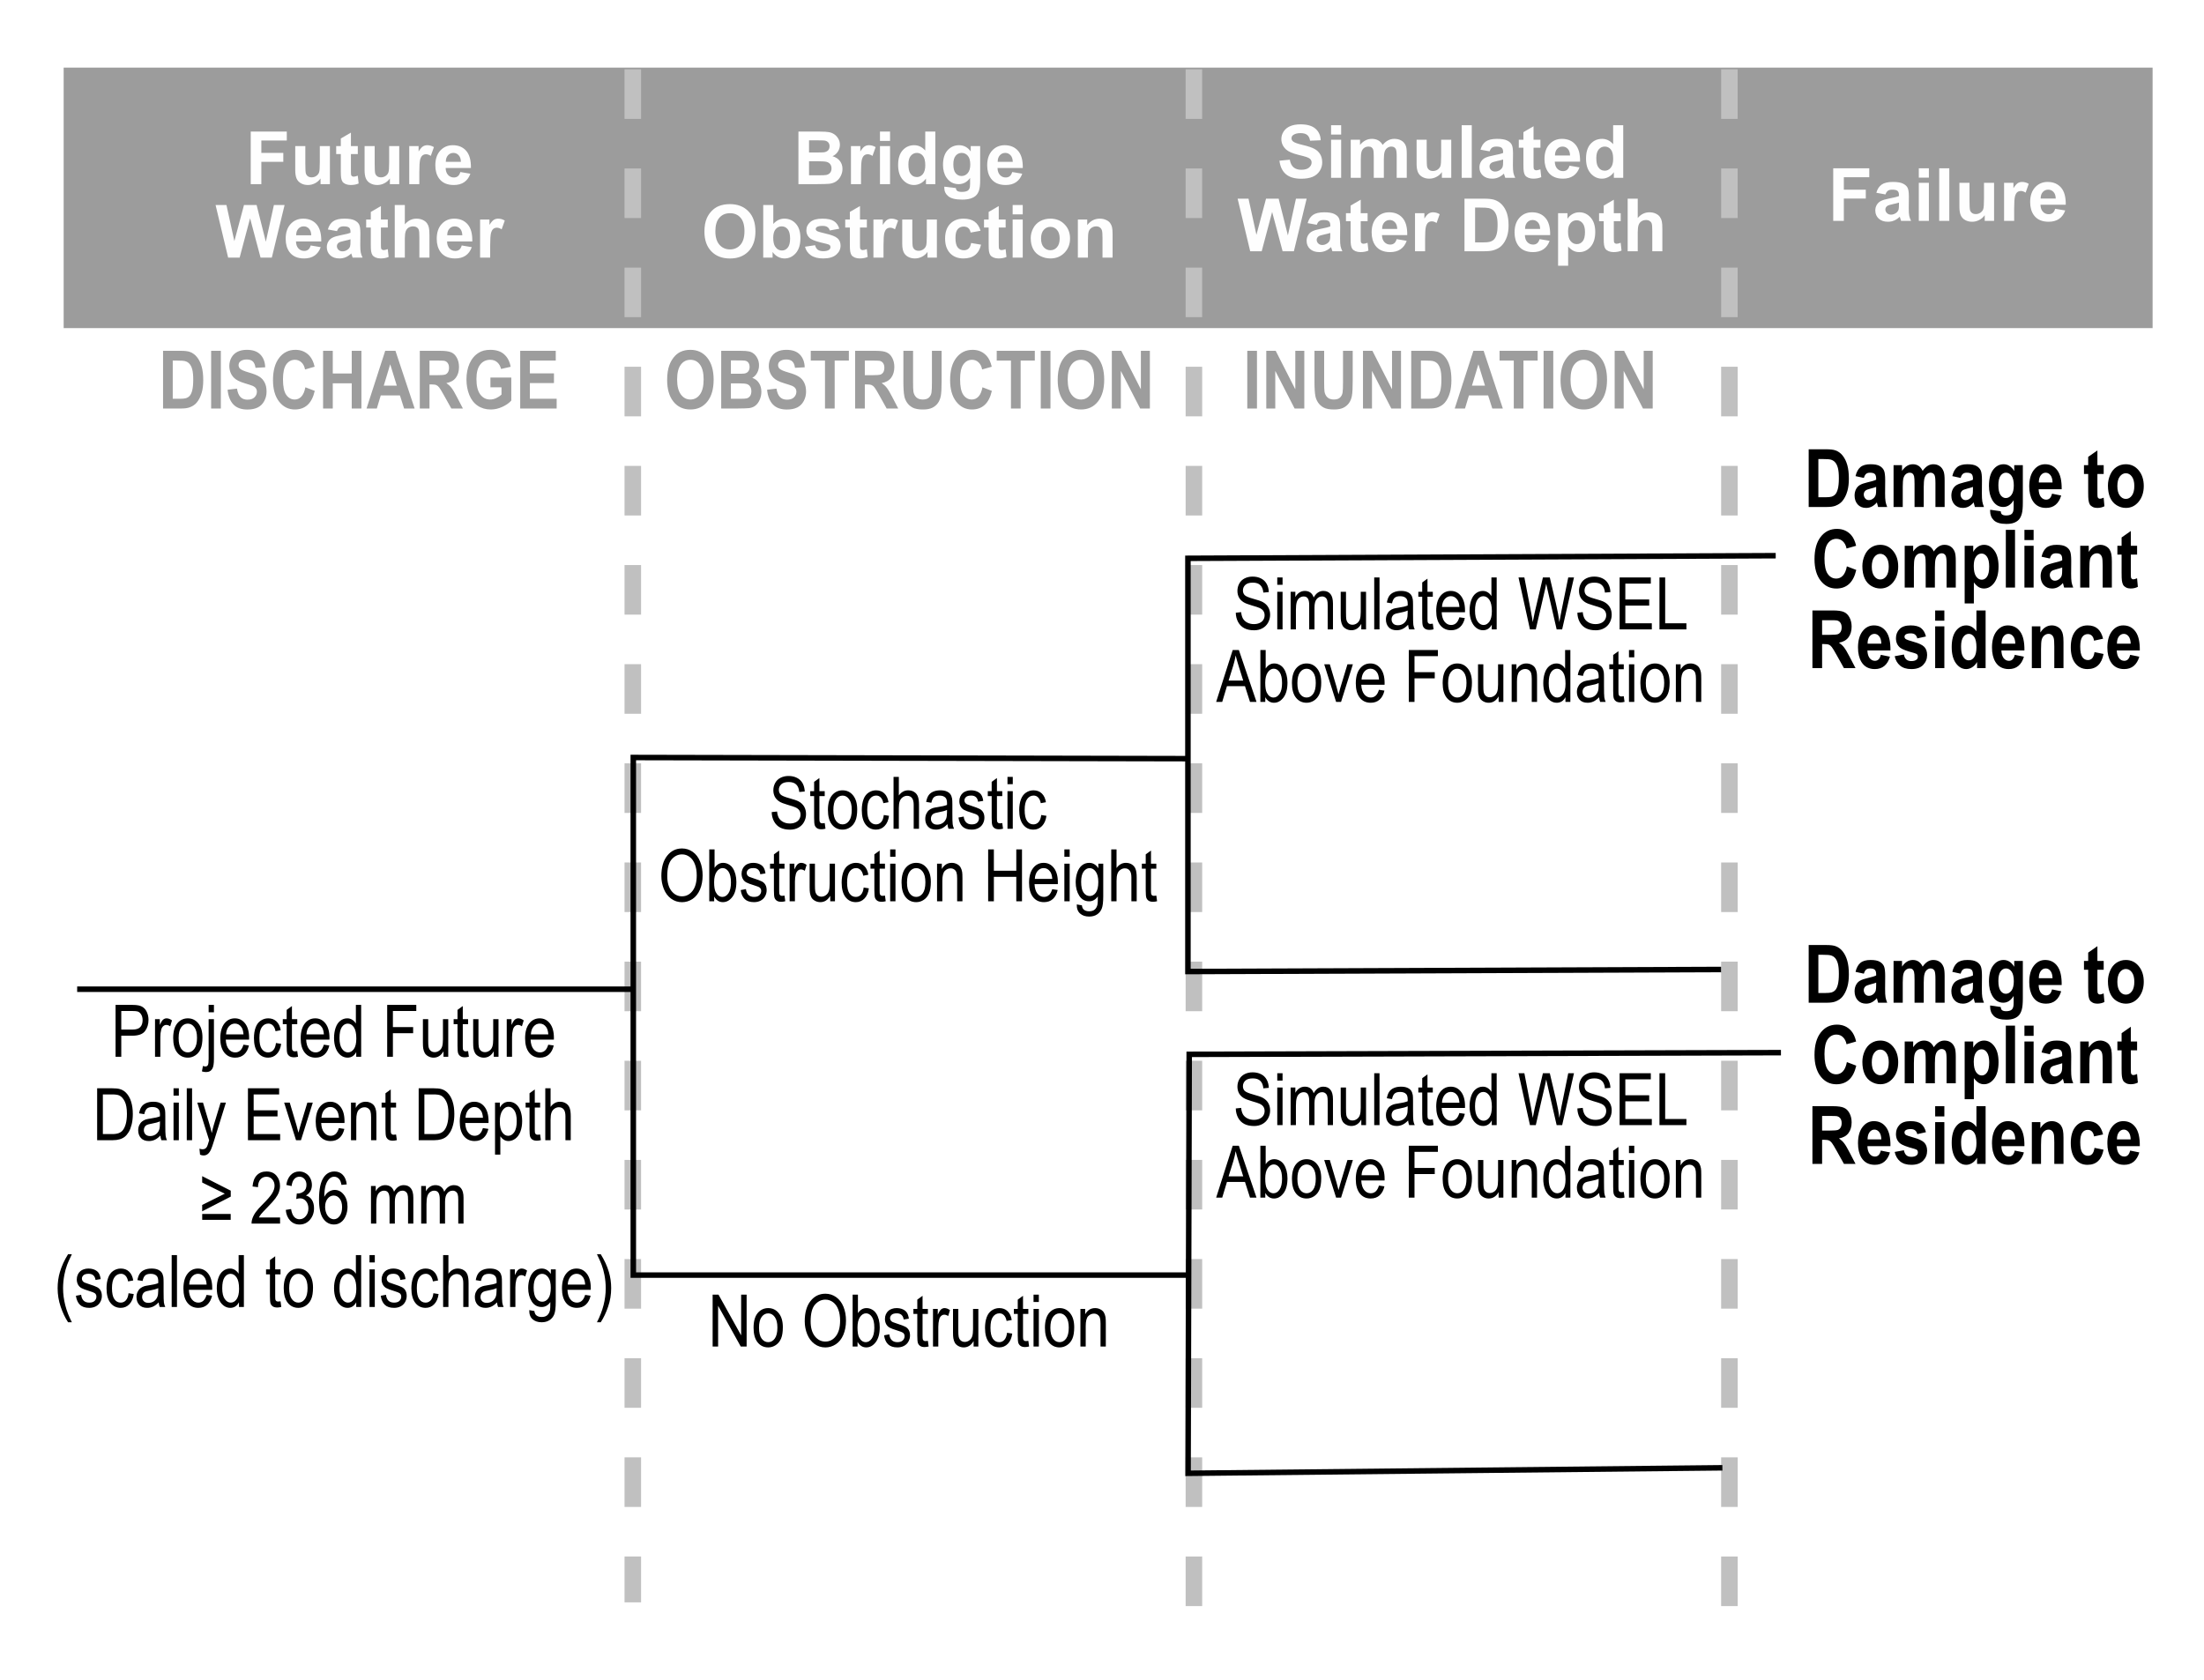 Future
Weather
Bridge
Obstruction
Simulated
Water Depth
Failure
DISCHARGE
OBSTRUCTION
INUNDATION
Damage to
Compliant
Residence
Simulated WSEL
Above Foundation
Stochastic
Obstruction Height
Projected Future
Daily Event Depth
≥ 236 mm
(scaled to discharge)
Damage to
Compliant
Residence
Simulated WSEL
Above Foundation
No Obstruction